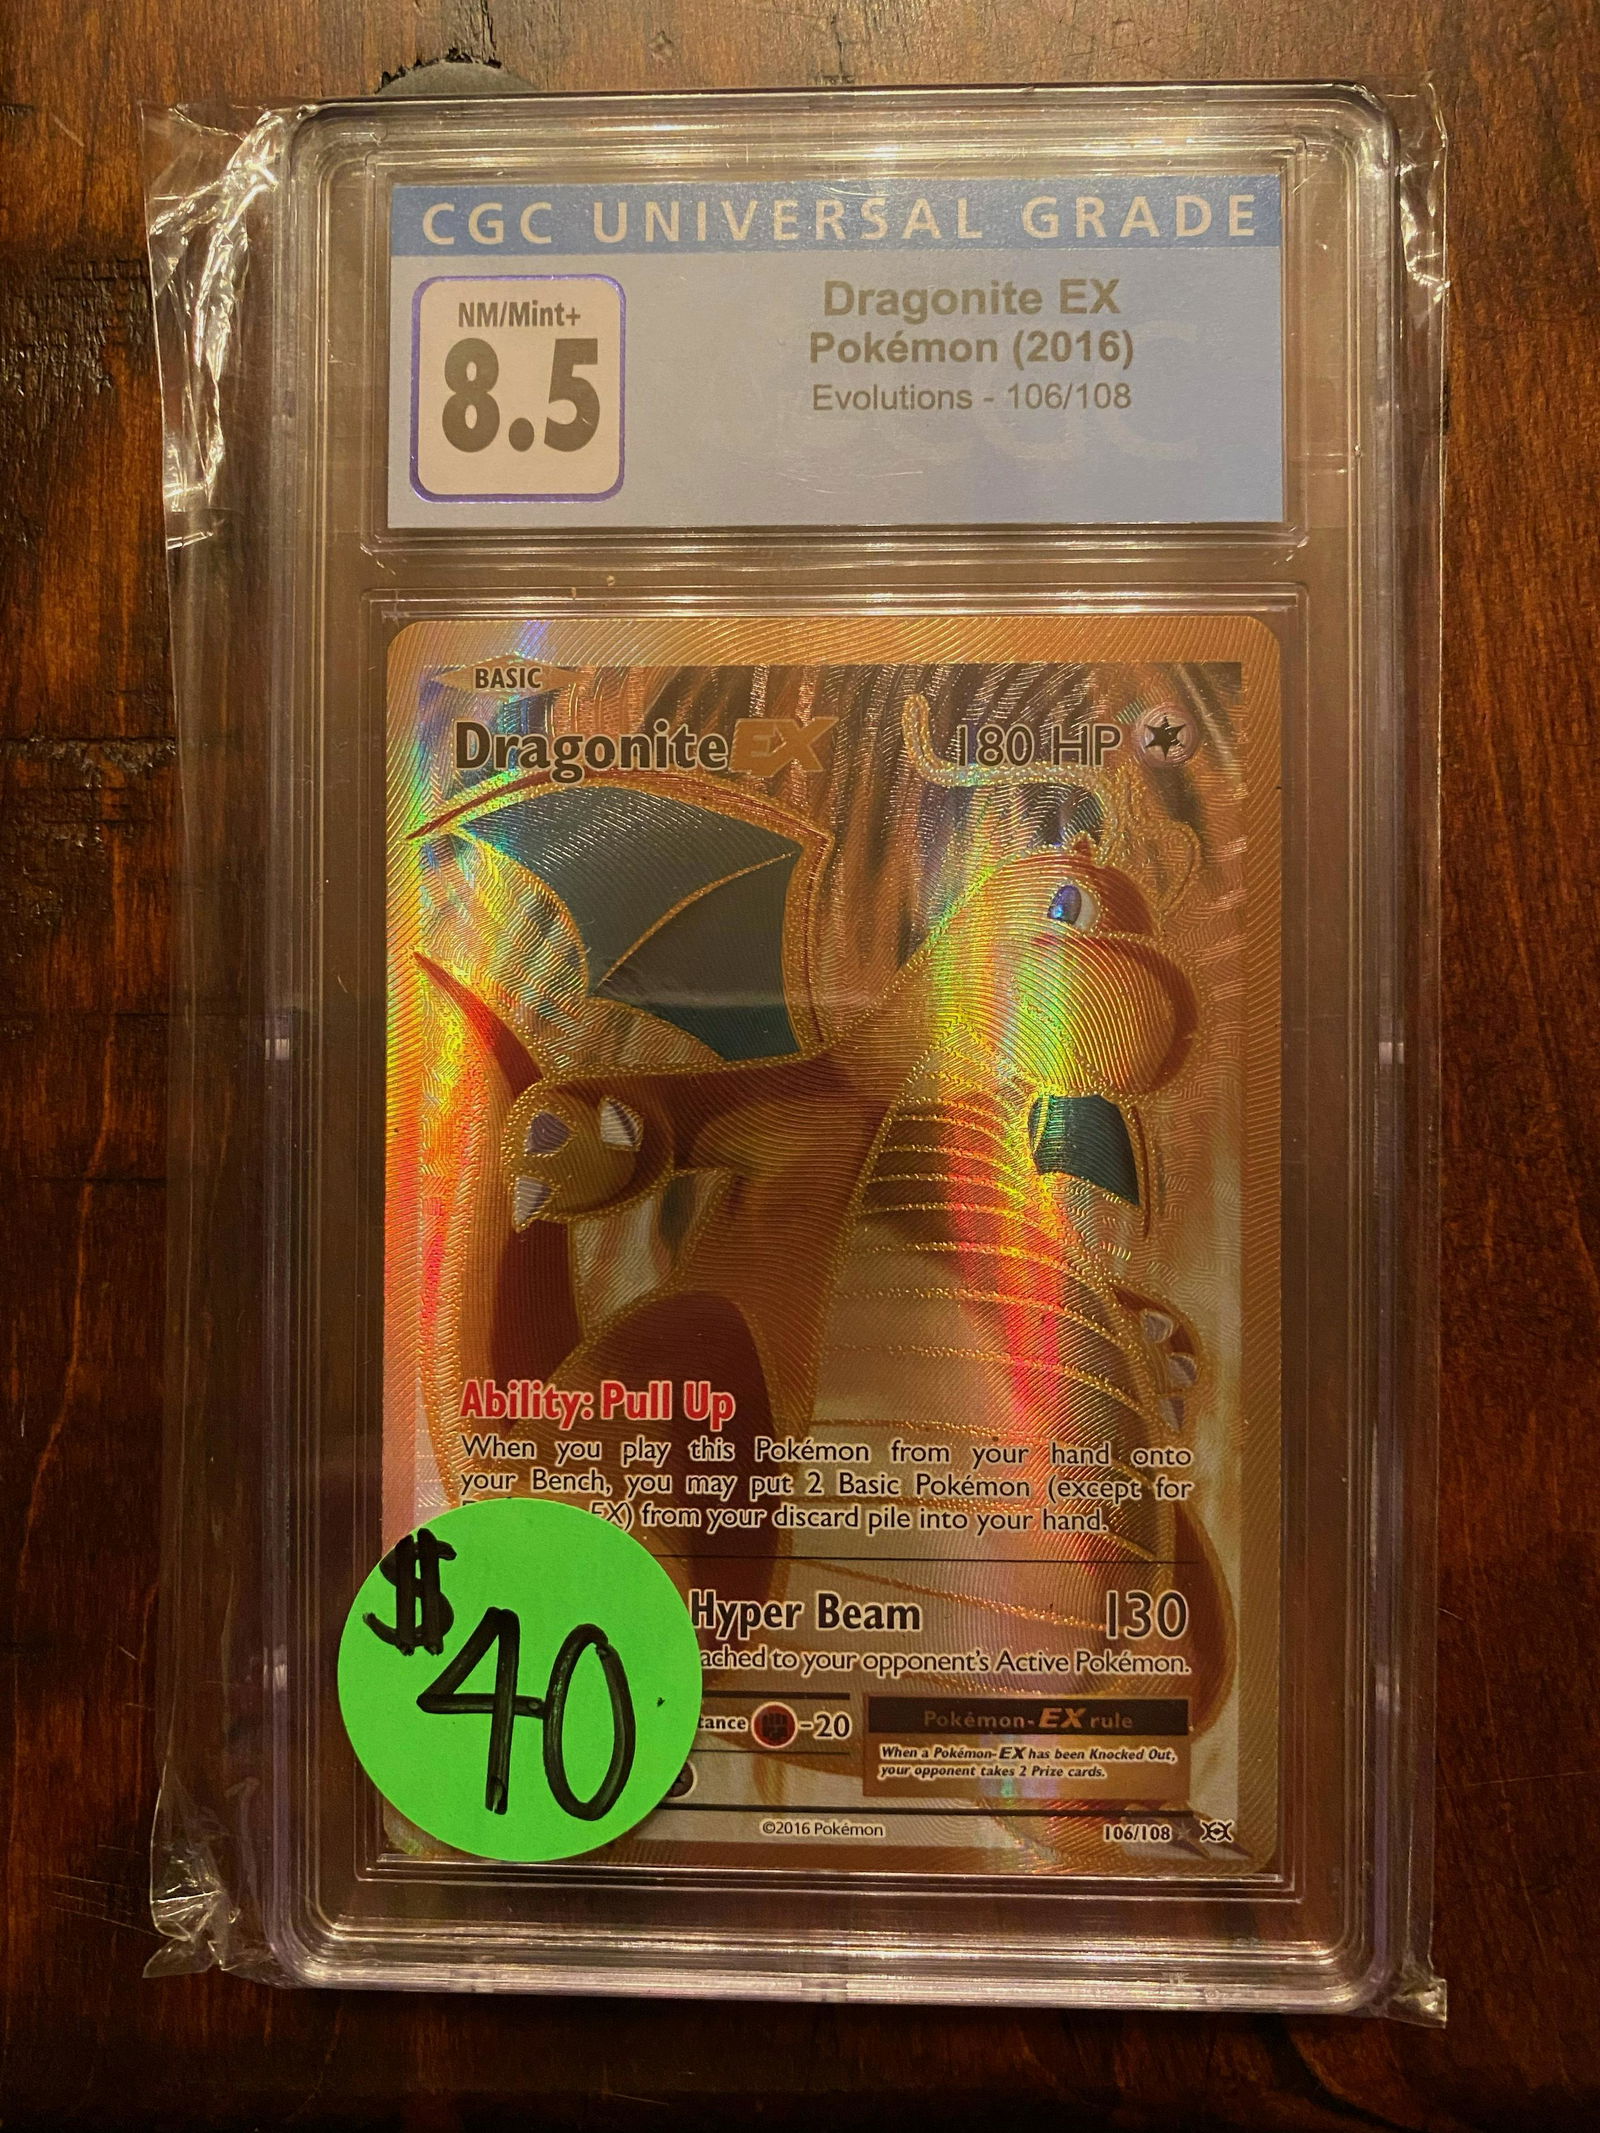 CGC UNIVERSAL GRADE
NM/Mint+
8.5
Dragonite EX
Pokémon (2016)
Evolutions - 106/108
BASIC
Dragonite EX 180 HP
Ability: Pull Up
When you play this Pokémon from your hand onto
your Bench, you may put 2 Basic Pokémon (except for
EX) from your discard pile into your hand.
Hyper Beam 130
ached to your opponent's Active Pokémon.
tance -20
Pokémon-EX rule
When a Pokémon-EX has been Knocked Out,
your opponent takes 2 Prize cards.
©2016 Pokémon
106/108
$40